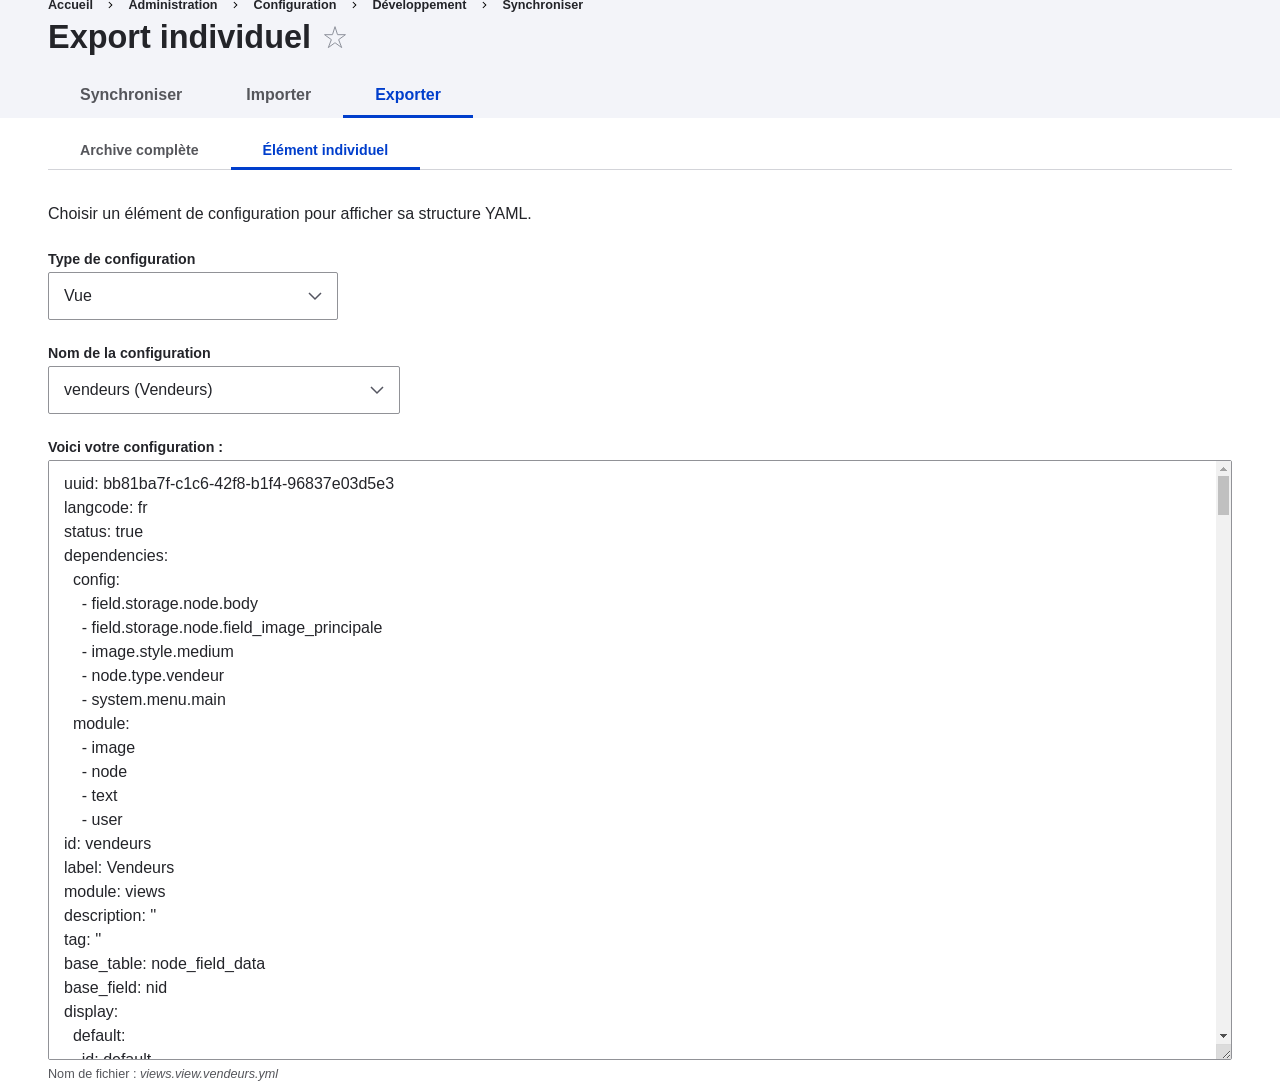 Accueil > Administration > Configuration > Développement > Synchroniser
Export individuel
Synchroniser Importer Exporter
Archive complète Élément individuel
Choisir un élément de configuration pour afficher sa structure YAML.
Type de configuration
Vue
Nom de la configuration
vendeurs (Vendeurs)
Voici votre configuration :
uuid: bb81ba7f-c1c6-42f8-b1f4-96837e03d5e3
langcode: fr
status: true
dependencies:
  config:
    - field.storage.node.body
    - field.storage.node.field_image_principale
    - image.style.medium
    - node.type.vendeur
    - system.menu.main
  module:
    - image
    - node
    - text
    - user
id: vendeurs
label: Vendeurs
module: views
description: ''
tag: ''
base_table: node_field_data
base_field: nid
display:
  default:
    id: default
Nom de fichier : views.view.vendeurs.yml